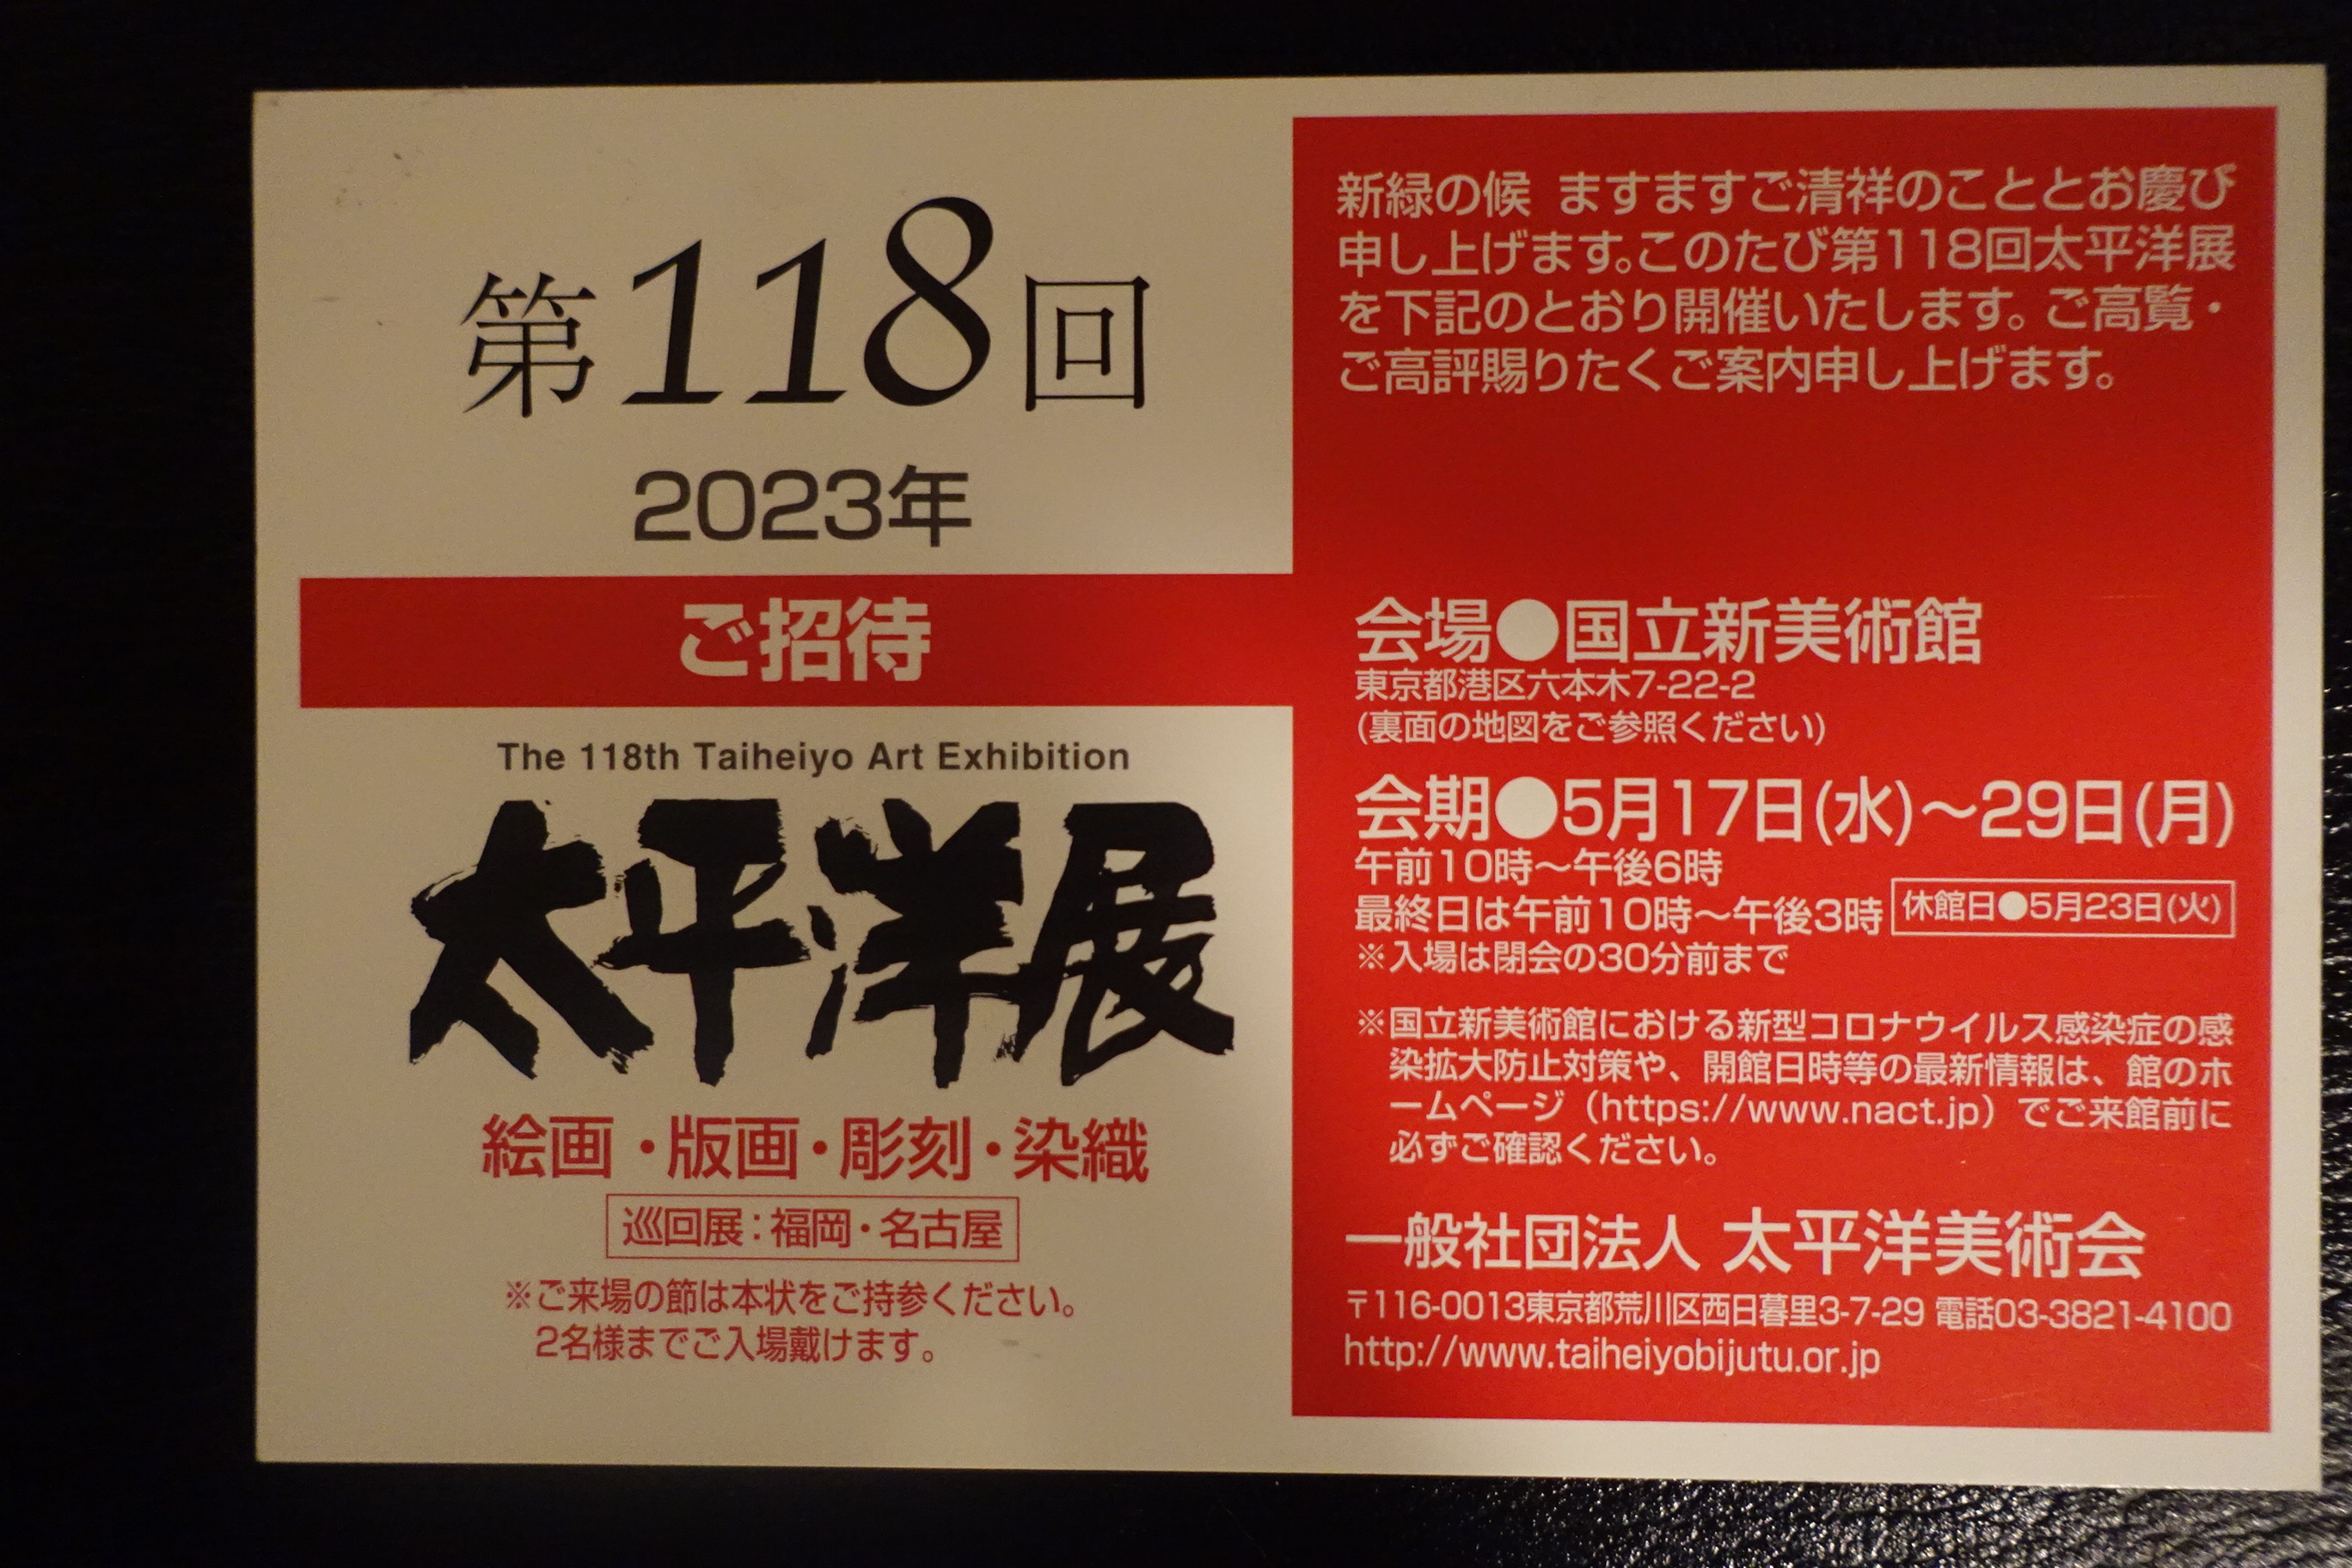 第118回
2023年
ご招待
The 118th Taiheiyo Art Exhibition
太平洋展
絵画・版画・彫刻・染織
巡回展：福岡・名古屋
※ご来場の節は本状をご持参ください。
2名様までご入場戴けます。
新緑の候 ますますご清祥のこととお慶び
申し上げます。このたび第118回太平洋展
を下記のとおり開催いたします。ご高覧・
ご高評賜りたくご案内申し上げます。
会場●国立新美術館
東京都港区六本木7-22-2
(裏面の地図をご参照ください)
会期●5月17日(水)～29日(月)
午前10時～午後6時
最終日は午前10時～午後3時 休館日●5月23日(火)
※入場は閉会の30分前まで
※国立新美術館における新型コロナウイルス感染症の感
染拡大防止対策や、開館日時等の最新情報は、館のホ
ームページ（https://www.nact.jp）でご来館前に
必ずご確認ください。
一般社団法人 太平洋美術会
〒116-0013東京都荒川区西日暮里3-7-29 電話03-3821-4100
http://www.taiheiyobijutu.or.jp